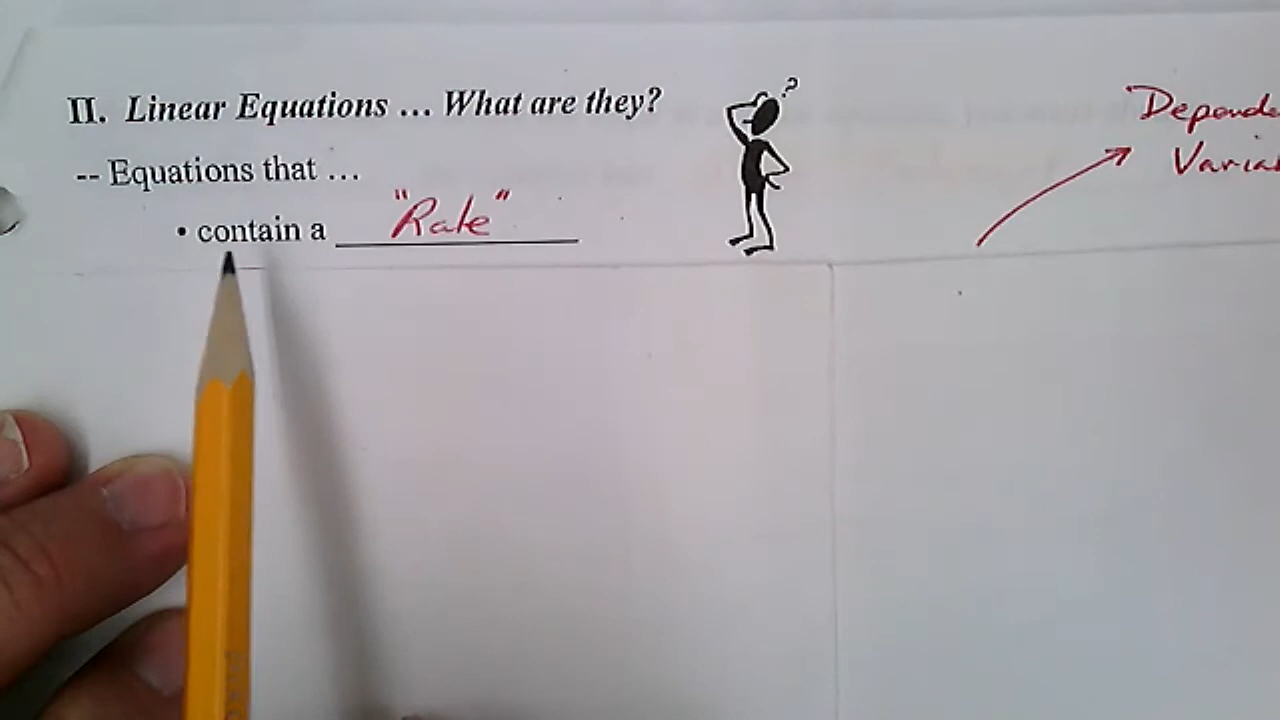 II. Linear Equations … What are they?
-- Equations that …
• contain a "Rate"
?